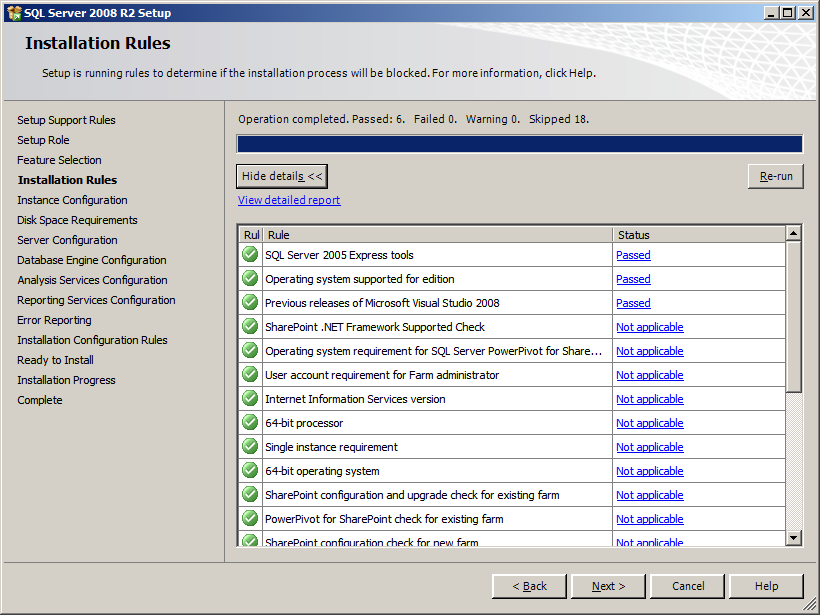 SQL Server 2008 R2 Setup
Installation Rules
Setup is running rules to determine if the installation process will be blocked. For more information, click Help.
Setup Support Rules
Setup Role
Feature Selection
Installation Rules
Instance Configuration
Disk Space Requirements
Server Configuration
Database Engine Configuration
Analysis Services Configuration
Reporting Services Configuration
Error Reporting
Installation Configuration Rules
Ready to Install
Installation Progress
Complete
Operation completed. Passed: 6.   Failed 0.   Warning 0.   Skipped 18.
Hide details <<
Re-run
View detailed report
Rul Rule Status
SQL Server 2005 Express tools Passed
Operating system supported for edition Passed
Previous releases of Microsoft Visual Studio 2008 Passed
SharePoint .NET Framework Supported Check Not applicable
Operating system requirement for SQL Server PowerPivot for Share... Not applicable
User account requirement for Farm administrator Not applicable
Internet Information Services version Not applicable
64-bit processor Not applicable
Single instance requirement Not applicable
64-bit operating system Not applicable
SharePoint configuration and upgrade check for existing farm Not applicable
PowerPivot for SharePoint check for existing farm Not applicable
SharePoint configuration check for new farm Not applicable
< Back Next > Cancel Help